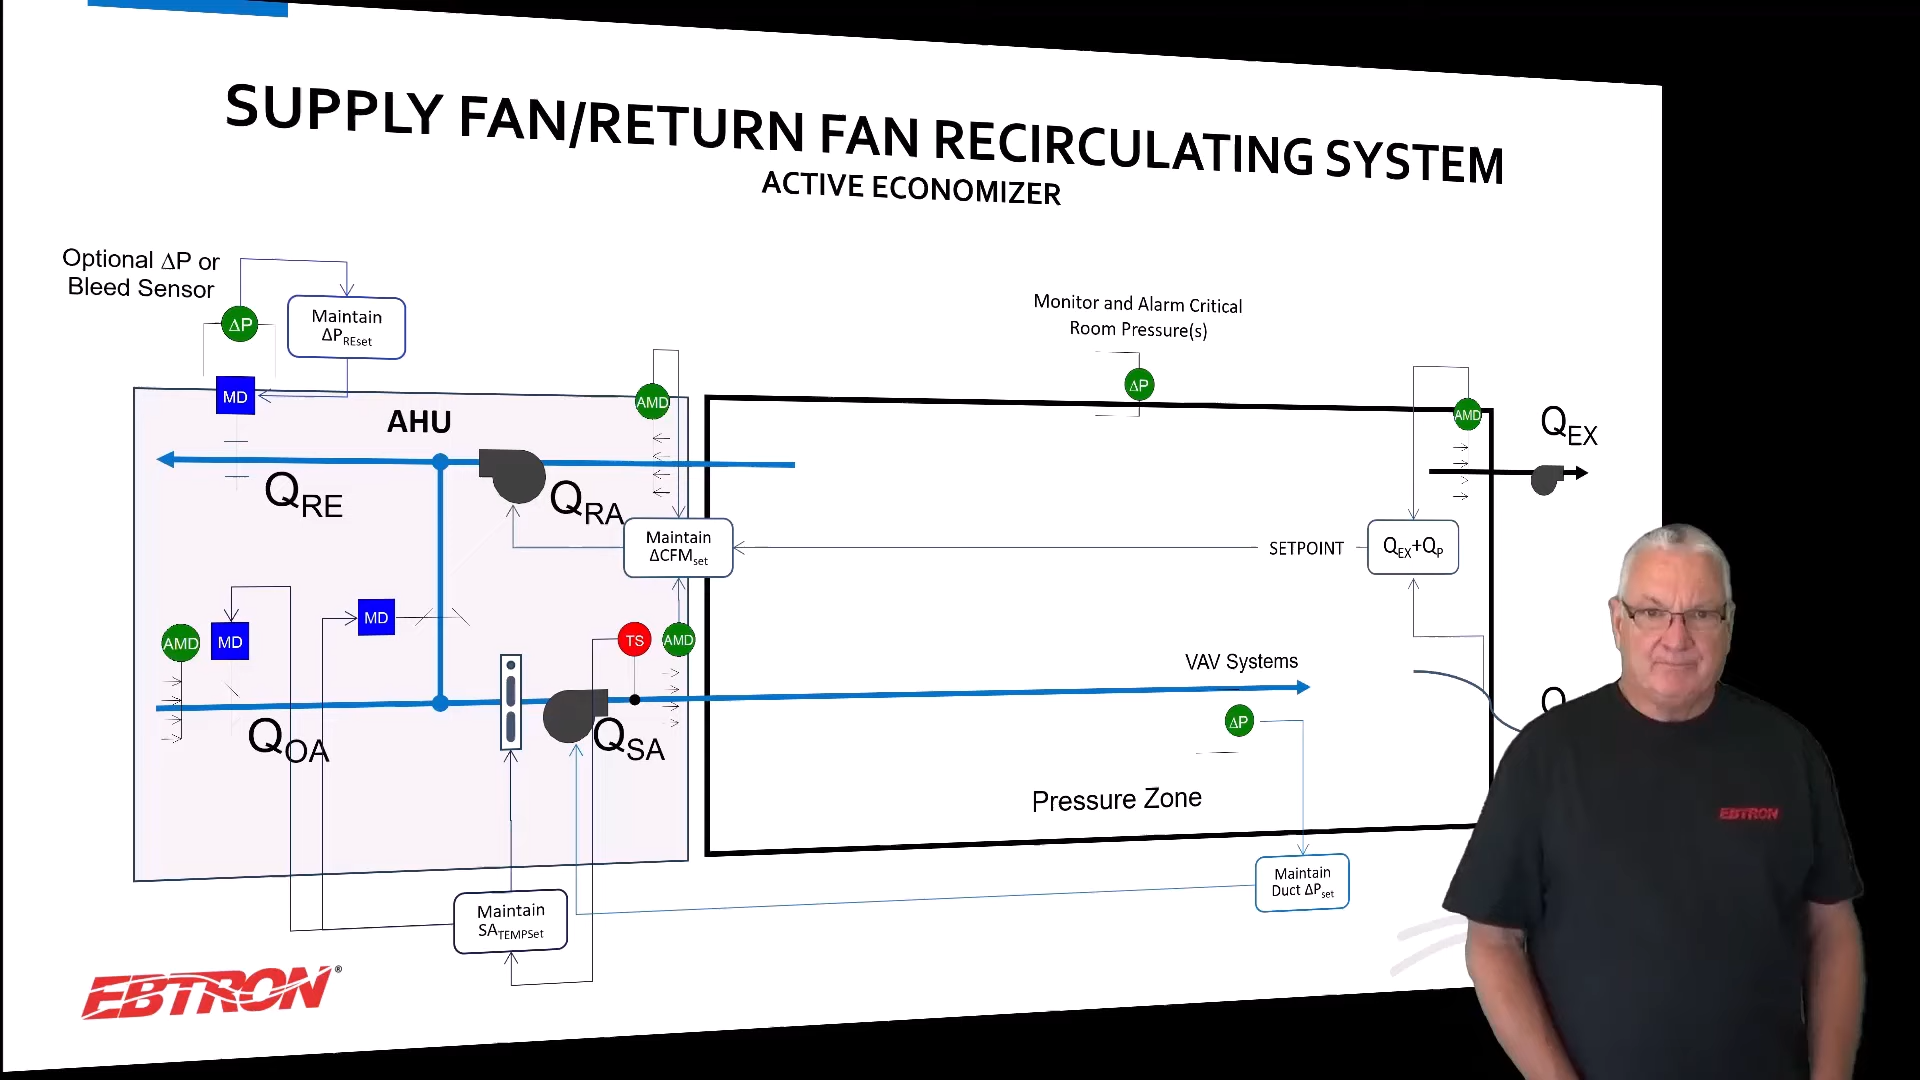 SUPPLY FAN/RETURN FAN RECIRCULATING SYSTEM
ACTIVE ECONOMIZER
Optional ΔP or
Bleed Sensor
ΔP
Maintain
ΔPREset
Monitor and Alarm Critical
Room Pressure(s)
ΔP
MD
AHU
AMD
AMD
QEX
QRE
QRA
Maintain
ΔCFMset
SETPOINT
QEX+QP
AMD
MD
MD
TS
AMD
VAV Systems
ΔP
QOA
QSA
Q
Pressure Zone
Maintain
Duct ΔPset
Maintain
SATEMPSet
EBTRON®
EBTRON